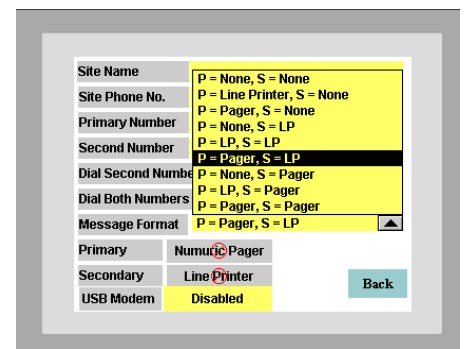 Site Name
P = None, S = None
Site Phone No.
P = Line Printer, S = None
P = Pager, S = None
Primary Number
P = None, S = LP
Second Number
P = LP, S = LP
P = Pager, S = LP
Dial Second Numbe
P = None, S = Pager
Dial Both Numbers
P = LP, S = Pager
P = Pager, S = Pager
Message Format
P = Pager, S = LP
Primary
Numuric Pager
Secondary
Line Printer
Back
USB Modem
Disabled